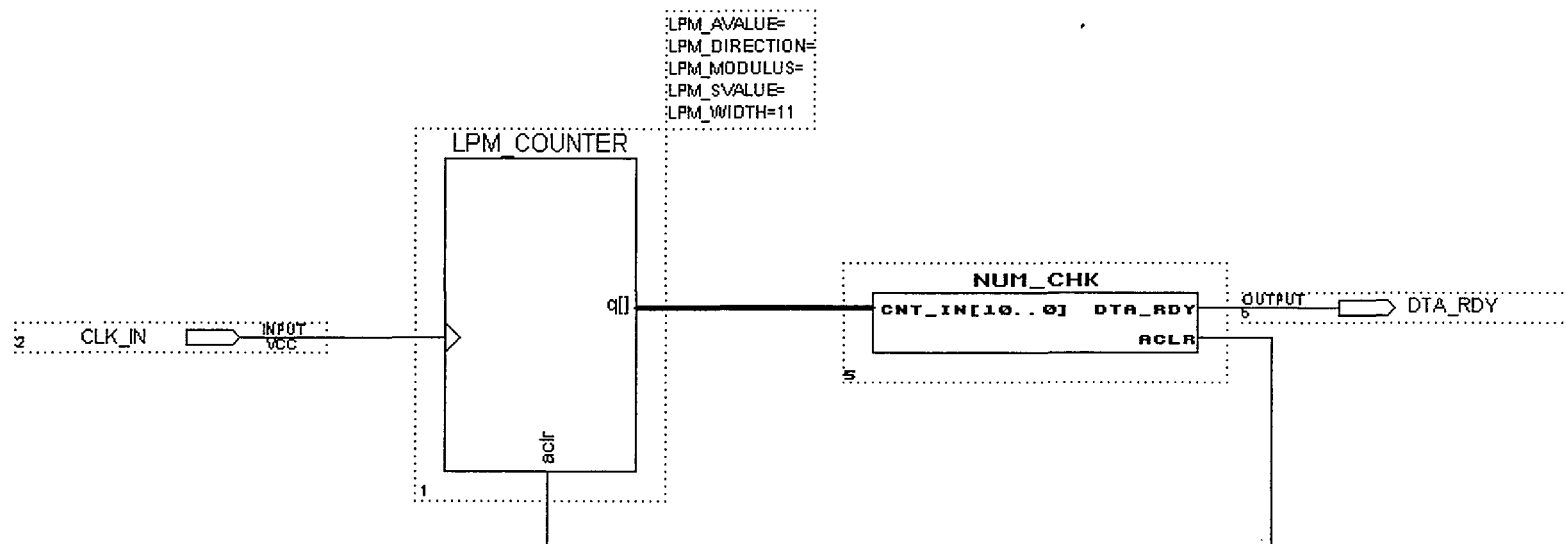 LPM_AVALUE=
LPM_DIRECTION=
LPM_MODULUS=
LPM_SVALUE=
LPM_WIDTH=11
LPM_COUNTER
q[]
aclr
1
2 CLK_IN INPUT
VCC
NUM_CHK
CNT_IN[10..0] DTA_RDY
ACLR
5
OUTPUT DTA_RDY
6